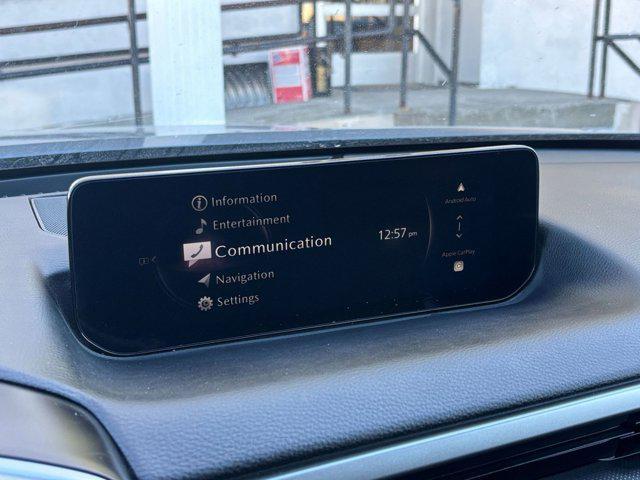 Information
Entertainment
Communication
Navigation
Settings
12:57 pm
Android Auto
Apple CarPlay